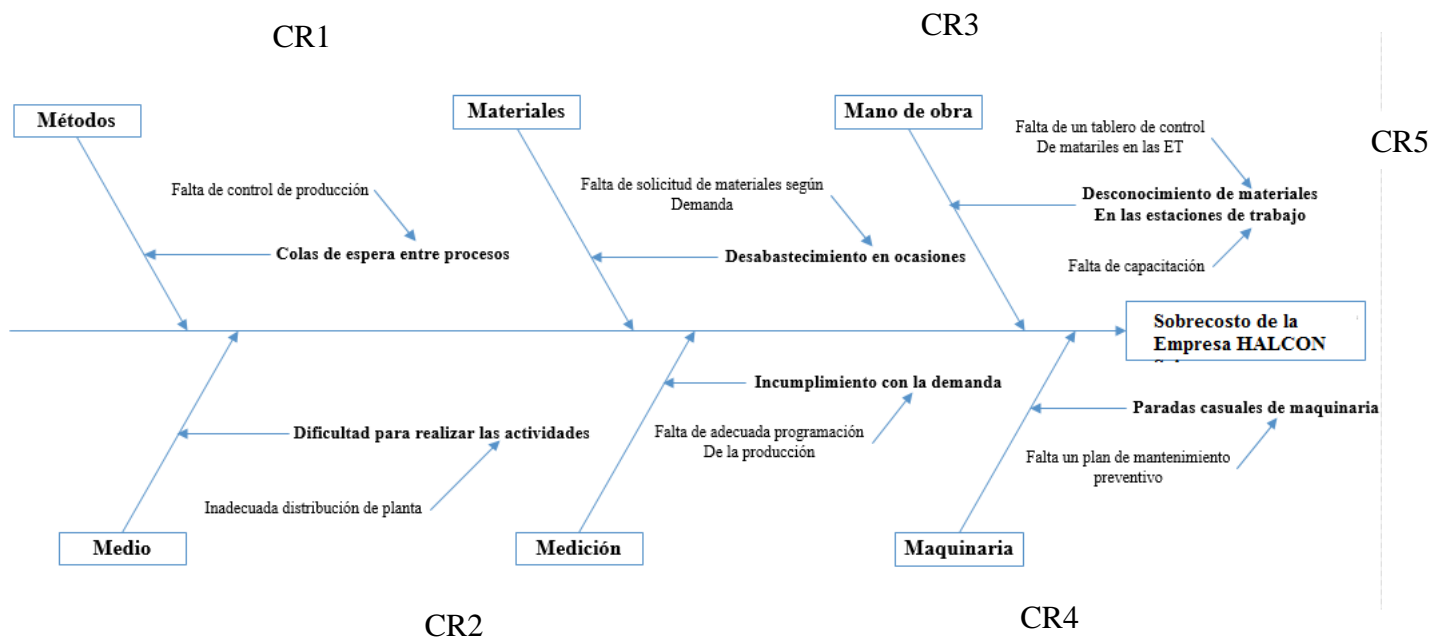 CR1
CR3
CR5
Métodos
Materiales
Mano de obra
Falta de un tablero de control
De matariles en las ET
Falta de control de producción
Falta de solicitud de materiales según
Demanda
Desconocimiento de materiales
En las estaciones de trabajo
Colas de espera entre procesos
Desabastecimiento en ocasiones
Falta de capacitación
Sobrecosto de la
Empresa HALCON
Incumplimiento con la demanda
Paradas casuales de maquinaria
Dificultad para realizar las actividades
Falta de adecuada programación
De la producción
Falta un plan de mantenimiento
preventivo
Inadecuada distribución de planta
Medio
Medición
Maquinaria
CR2
CR4